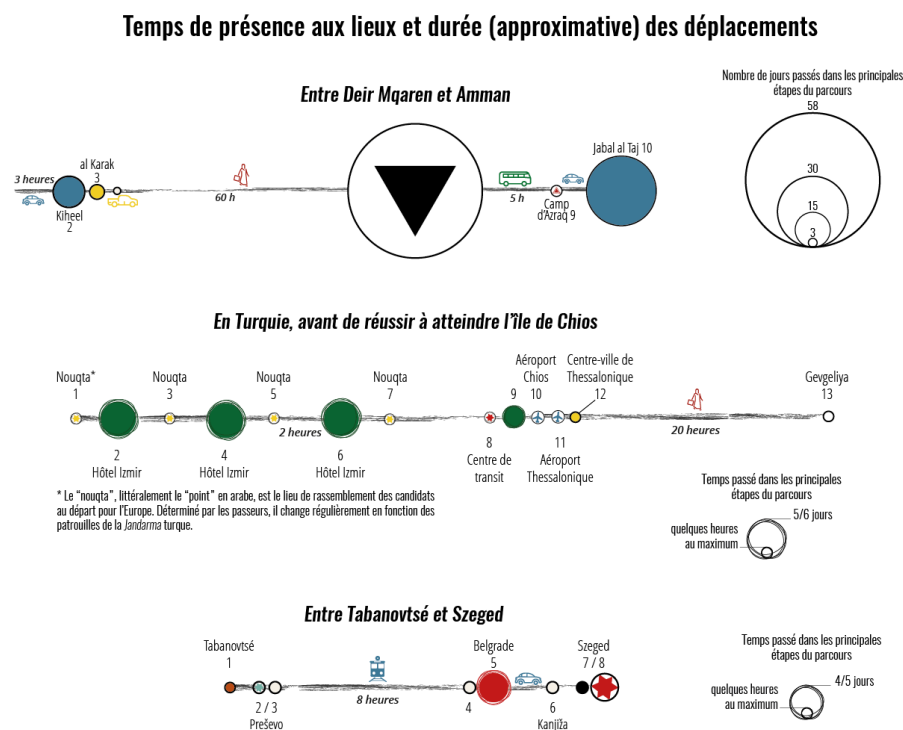 Temps de présence aux lieux et durée (approximative) des déplacements
Entre Deir Mqaren et Amman
Nombre de jours passés dans les principales
étapes du parcours
58
30
15
3
3 heures
Kiheel
2
al Karak
3
60 h
5 h
Camp
d'Azraq 9
Jabal al Taj 10
En Turquie, avant de réussir à atteindre l'île de Chios
Nouqta*
1
2
Hôtel Izmir
Nouqta
3
4
Hôtel Izmir
Nouqta
5
2 heures
6
Hôtel Izmir
Nouqta
7
8
Centre de
transit
9
Aéroport
Chios
10
11
Aéroport
Thessalonique
Centre-ville de
Thessalonique
12
20 heures
Gevgeliya
13
* Le “nouqta”, littéralement le “point” en arabe, est le lieu de rassemblement des candidats
au départ pour l'Europe. Déterminé par les passeurs, il change régulièrement en fonction des
patrouilles de la Jandarma turque.
Temps passé dans les principales
étapes du parcours
5/6 jours
quelques heures
au maximum
Entre Tabanovtsé et Szeged
Tabanovtsé
1
2 / 3
Preševo
8 heures
4
Belgrade
5
6
Kanjiža
Szeged
7 / 8
Temps passé dans les principales
étapes du parcours
4/5 jours
quelques heures
au maximum